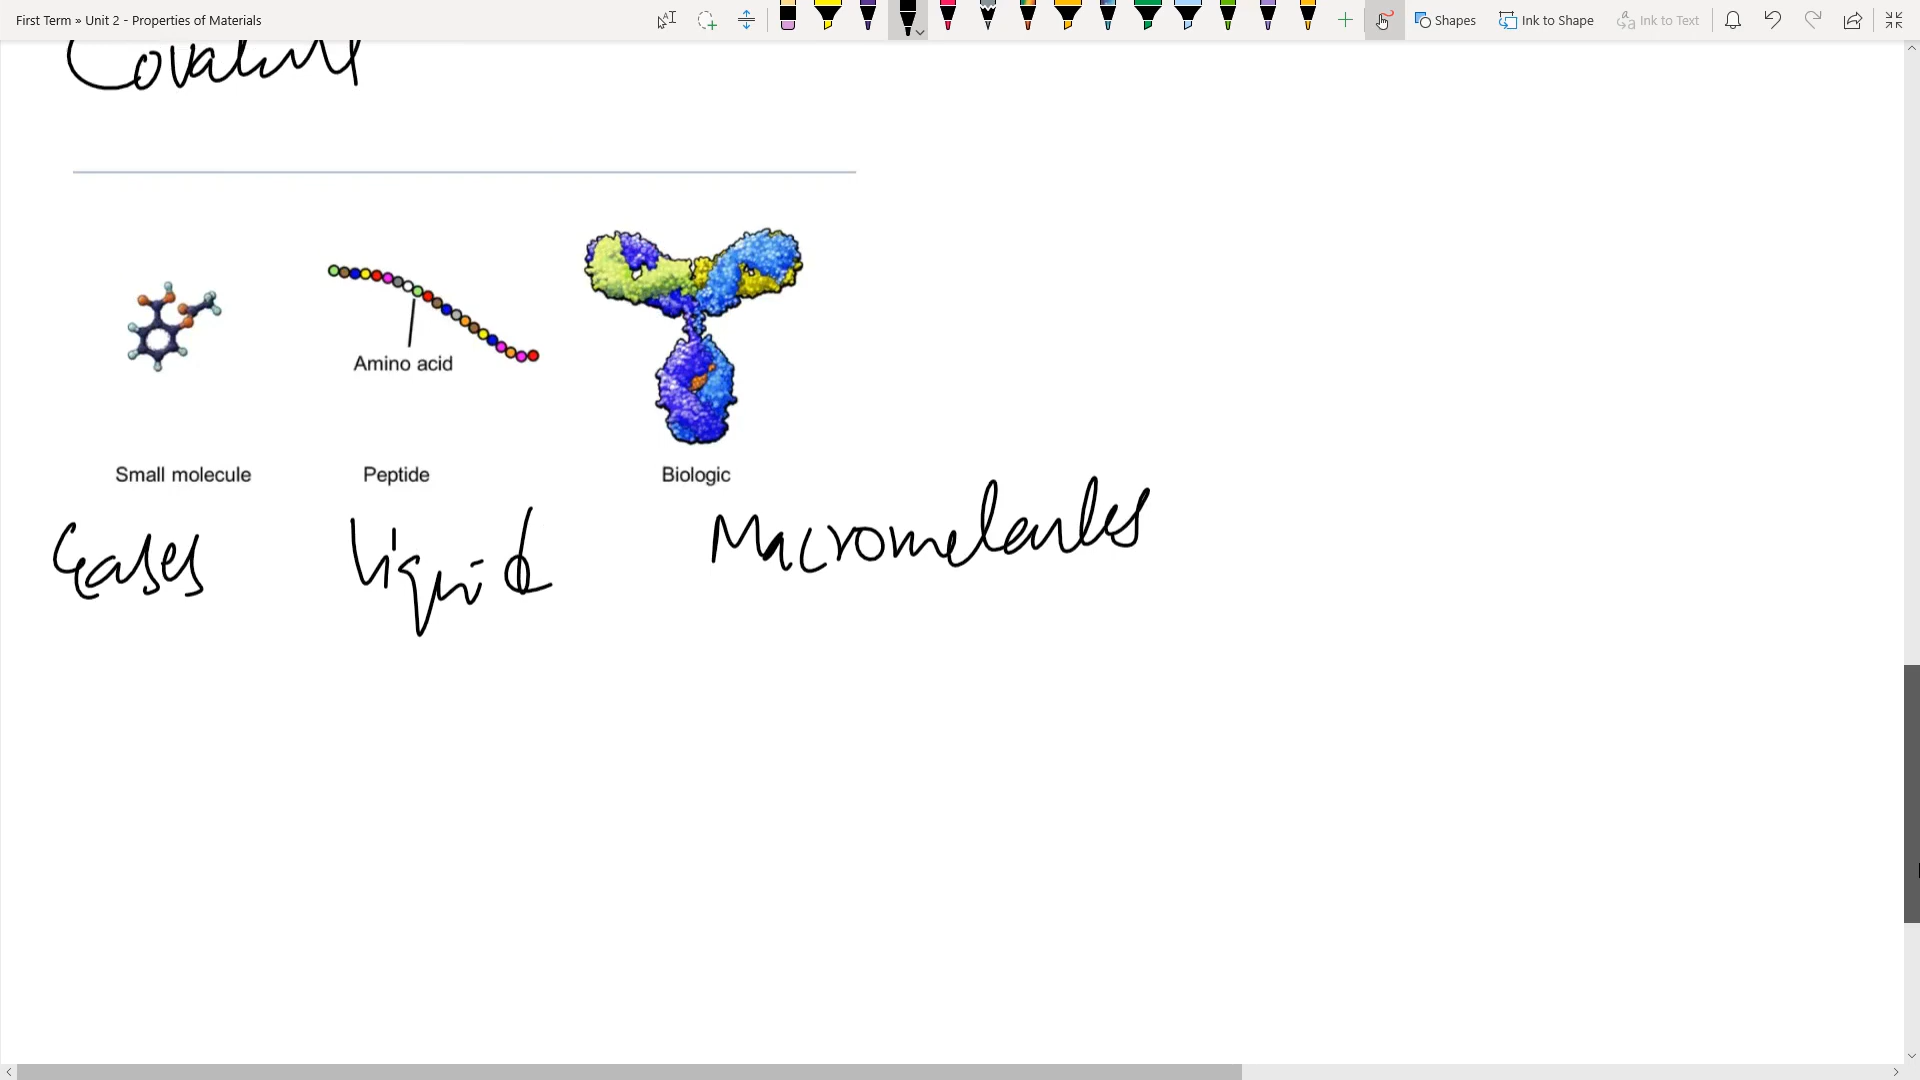 First Term » Unit 2 - Properties of Materials
Shapes
Ink to Shape
Ink to Text
Covalent
Amino acid
Small molecule Peptide Biologic
Gases Liquid Macromolecules